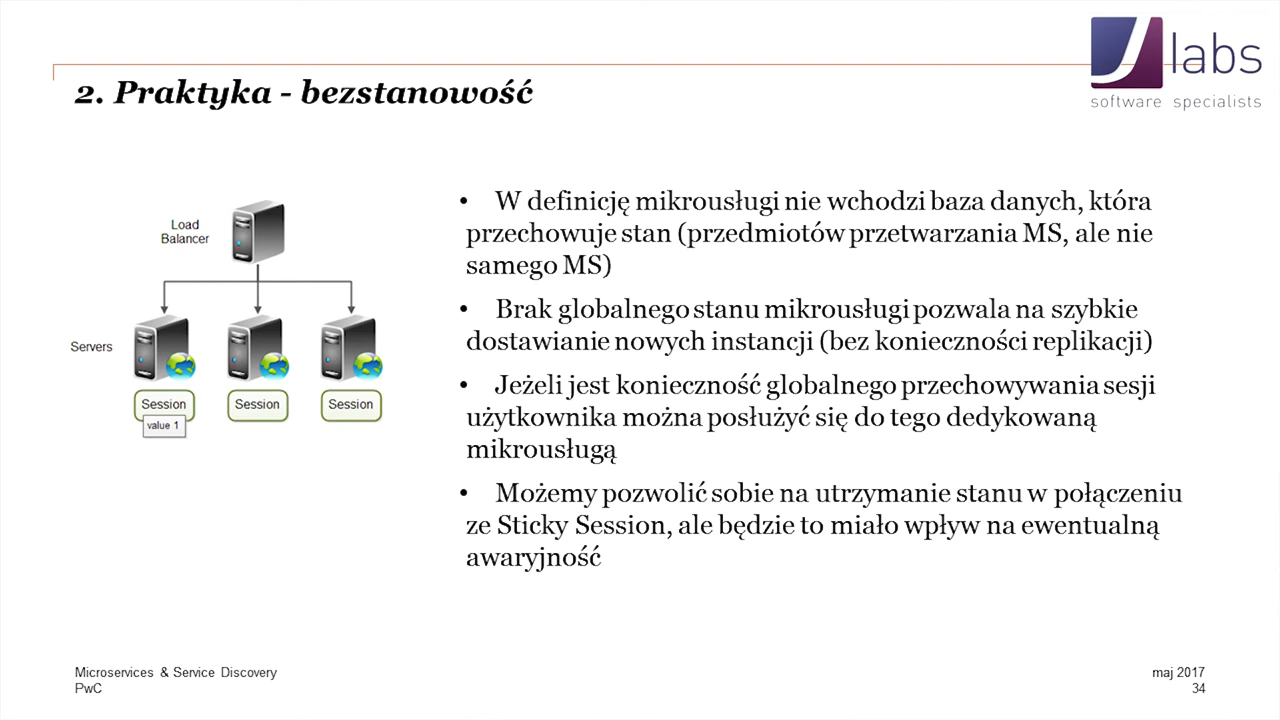 J labs
software specialists
2. Praktyka - bezstanowość
Load
Balancer
Servers
Session
Session
Session
value 1
• W definicję mikrousługi nie wchodzi baza danych, która
przechowuje stan (przedmiotów przetwarzania MS, ale nie
samego MS)
• Brak globalnego stanu mikrousługi pozwala na szybkie
dostawianie nowych instancji (bez konieczności replikacji)
• Jeżeli jest konieczność globalnego przechowywania sesji
użytkownika można posłużyć się do tego dedykowaną
mikrousługą
• Możemy pozwolić sobie na utrzymanie stanu w połączeniu
ze Sticky Session, ale będzie to miało wpływ na ewentualną
awaryjność
Microservices & Service Discovery
PwC
maj 2017
34